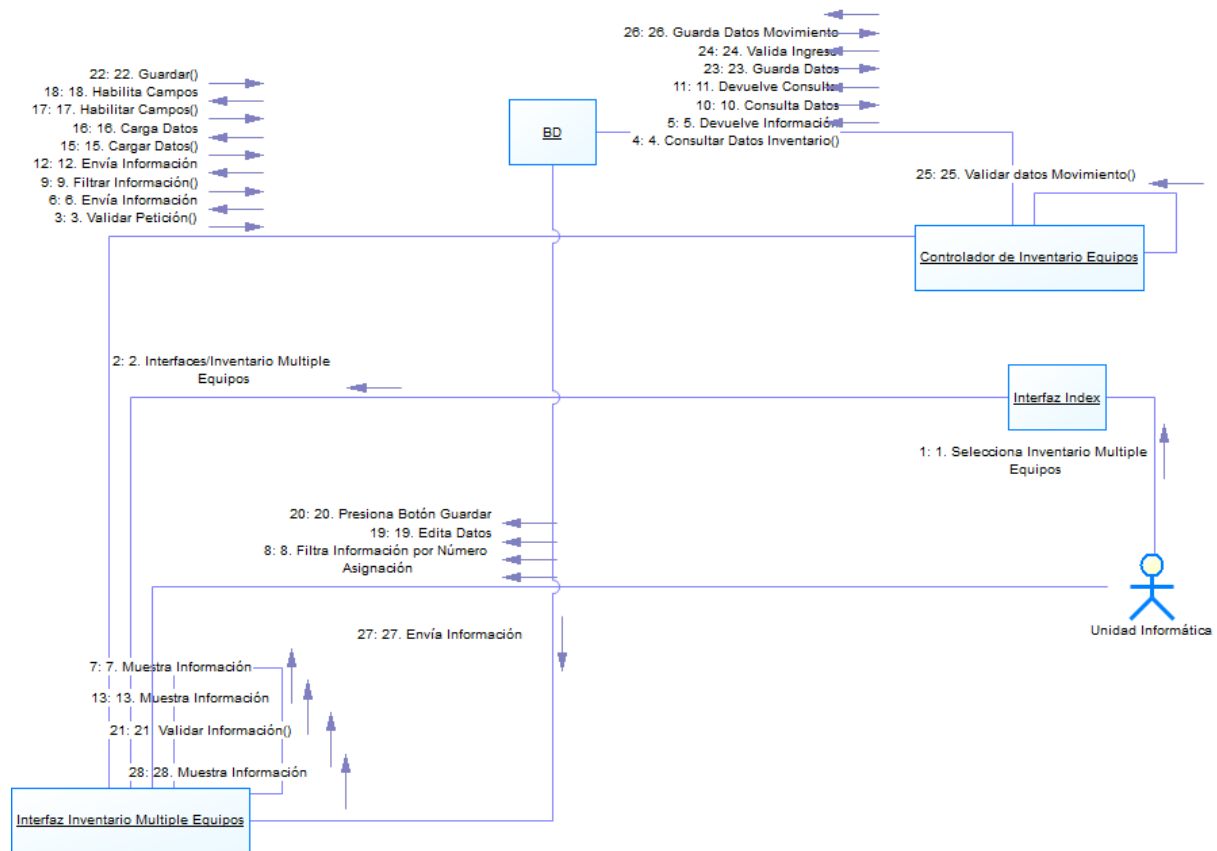 26: 26. Guarda Datos Movimiento
24: 24. Valida Ingreso
23: 23. Guarda Datos
11: 11. Devuelve Consulta
10: 10. Consulta Datos
5: 5. Devuelve Información
4: 4. Consultar Datos Inventario()
22: 22. Guardar()
18: 18. Habilita Campos
17: 17. Habilitar Campos()
16: 16. Carga Datos
15: 15. Cargar Datos()
12: 12. Envía Información
9: 9. Filtrar Información()
6: 6. Envía Información
3: 3. Validar Petición()
BD
25: 25. Validar datos Movimiento()
Controlador de Inventario Equipos
2: 2. Interfaces/Inventario Multiple
Equipos
Interfaz Index
1: 1. Selecciona Inventario Multiple
Equipos
20: 20. Presiona Botón Guardar
19: 19. Edita Datos
8: 8. Filtra Información por Número
Asignación
Unidad Informática
27: 27. Envía Información
7: 7. Muestra Información
13: 13. Muestra Información
21: 21. Validar Información()
28: 28. Muestra Información
Interfaz Inventario Multiple Equipos